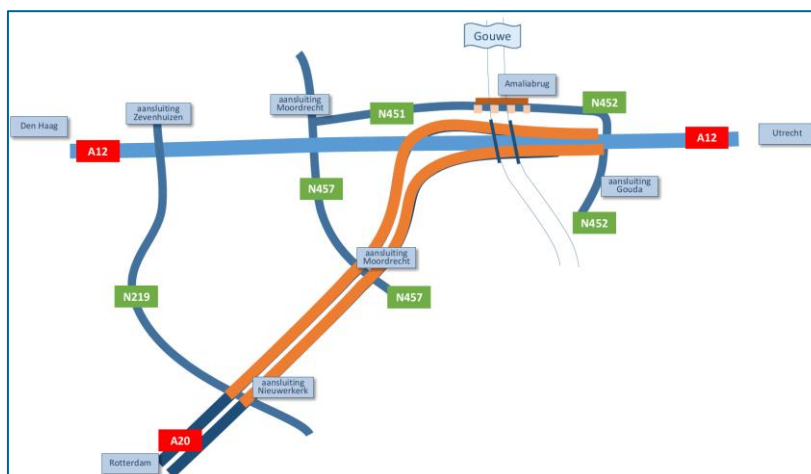 Gouwe
Amaliabrug
aansluiting
Moordrecht
N451
N452
aansluiting
Zevenhuizen
Den Haag
A12
A12
Utrecht
N457
aansluiting
Gouda
N452
aansluiting
Moordrecht
N219
N457
aansluiting
Nieuwerkerk
A20
Rotterdam